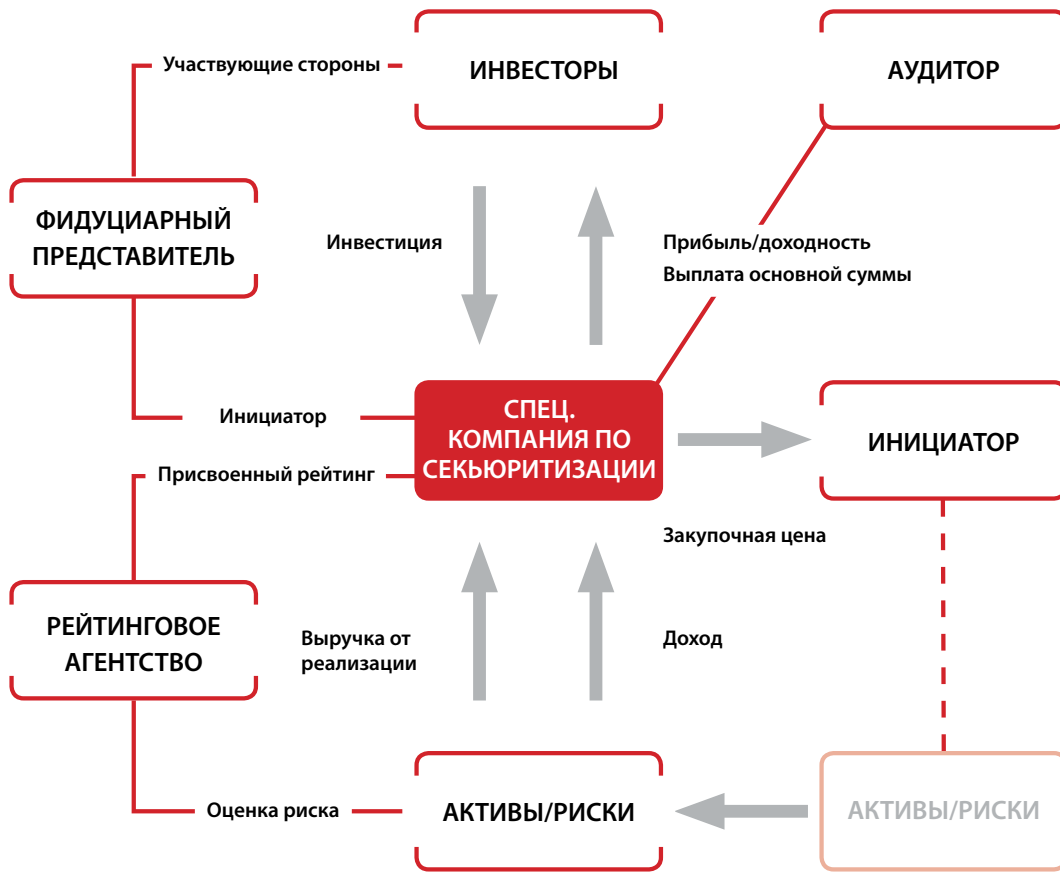 Участвующие стороны
ИНВЕСТОРЫ
АУДИТОР
ФИДУЦИАРНЫЙ
ПРЕДСТАВИТЕЛЬ
Инвестиция
Прибыль/доходность
Выплата основной суммы
Инициатор
СПЕЦ.
КОМПАНИЯ ПО
СЕКЬЮРИТИЗАЦИИ
ИНИЦИАТОР
Присвоенный рейтинг
Закупочная цена
РЕЙТИНГОВОЕ
АГЕНТСТВО
Выручка от
реализации
Доход
Оценка риска
АКТИВЫ/РИСКИ
АКТИВЫ/РИСКИ